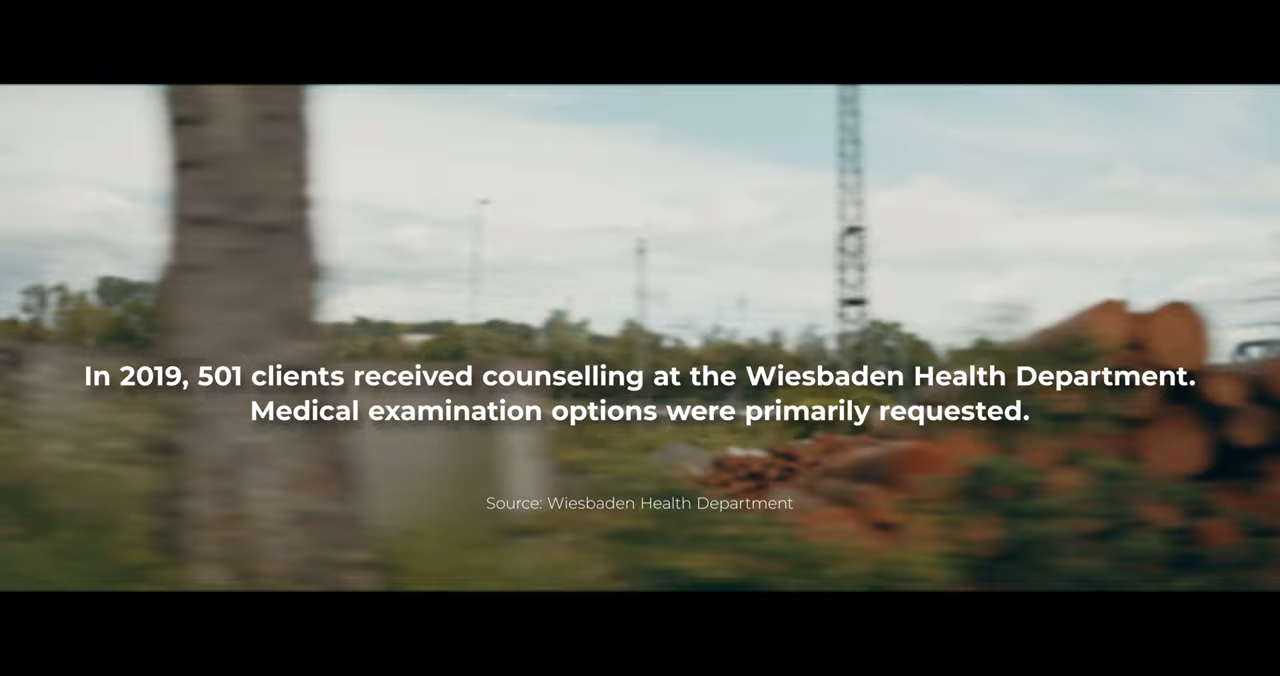 In 2019, 501 clients received counselling at the Wiesbaden Health Department.
Medical examination options were primarily requested.
Source: Wiesbaden Health Department